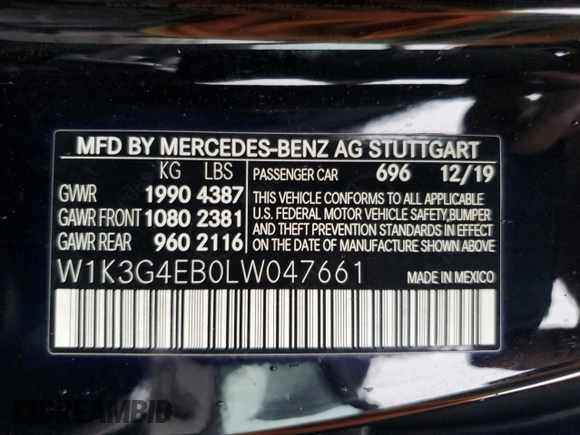 MFD BY MERCEDES-BENZ AG STUTTGART
KG LBS PASSENGER CAR 696 12/19
GVWR 1990 4387
GAWR FRONT 1080 2381
GAWR REAR 960 2116
THIS VEHICLE CONFORMS TO ALL APPLICABLE
U.S. FEDERAL MOTOR VEHICLE SAFETY,BUMPER
AND THEFT PREVENTION STANDARDS IN EFFECT
ON THE DATE OF MANUFACTURE SHOWN ABOVE
W1K3G4EB0LW047661 MADE IN MEXICO
DREAMBID